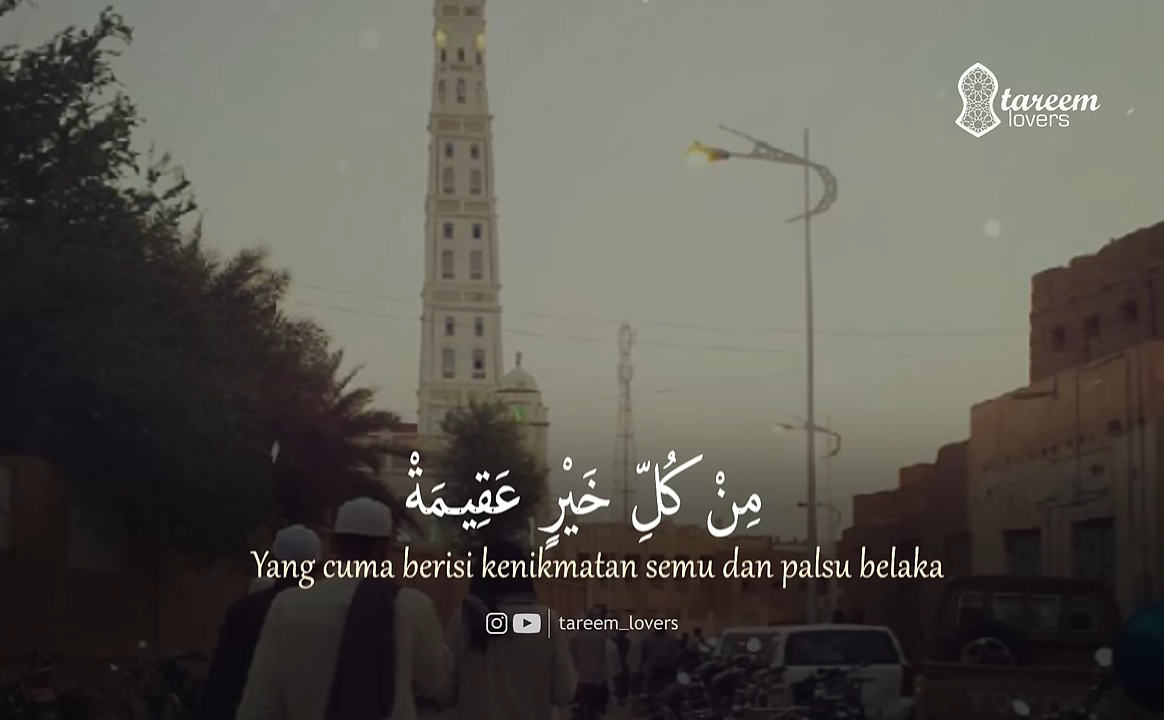 tareem
lovers
مِنْ كُلِّ خَيْرٍ عَقِيمَةْ
Yang cuma berisi kenikmatan semu dan palsu belaka
tareem_lovers